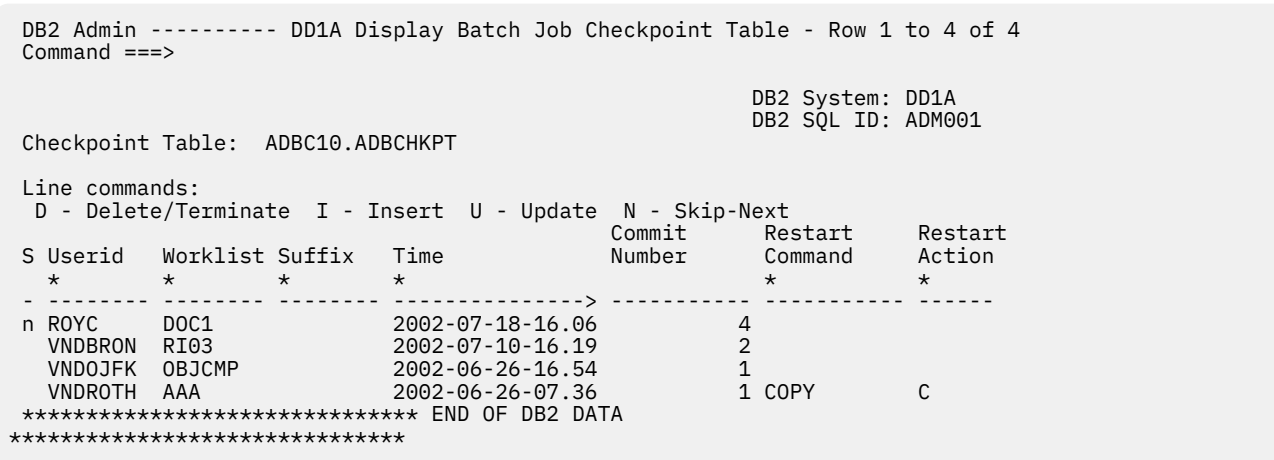 DB2 Admin ---------- DD1A Display Batch Job Checkpoint Table - Row 1 to 4 of 4
Command ===>
DB2 System: DD1A
DB2 SQL ID: ADM001
Checkpoint Table:  ADBC10.ADBCHKPT
Line commands:
D - Delete/Terminate  I - Insert  U - Update  N - Skip-Next
Commit      Restart     Restart
S Userid   Worklist Suffix   Time             Number      Command     Action
*        *        *        *                            *           *
- -------- -------- -------- ---------------> ----------- ----------- ------
n ROYC     DOC1              2002-07-18-16.06           4
VNDBRON  RI03              2002-07-10-16.19           2
VNDOJFK  OBJCMP            2002-06-26-16.54           1
VNDROTH  AAA               2002-06-26-07.36           1 COPY        C
******************************* END OF DB2 DATA
*******************************